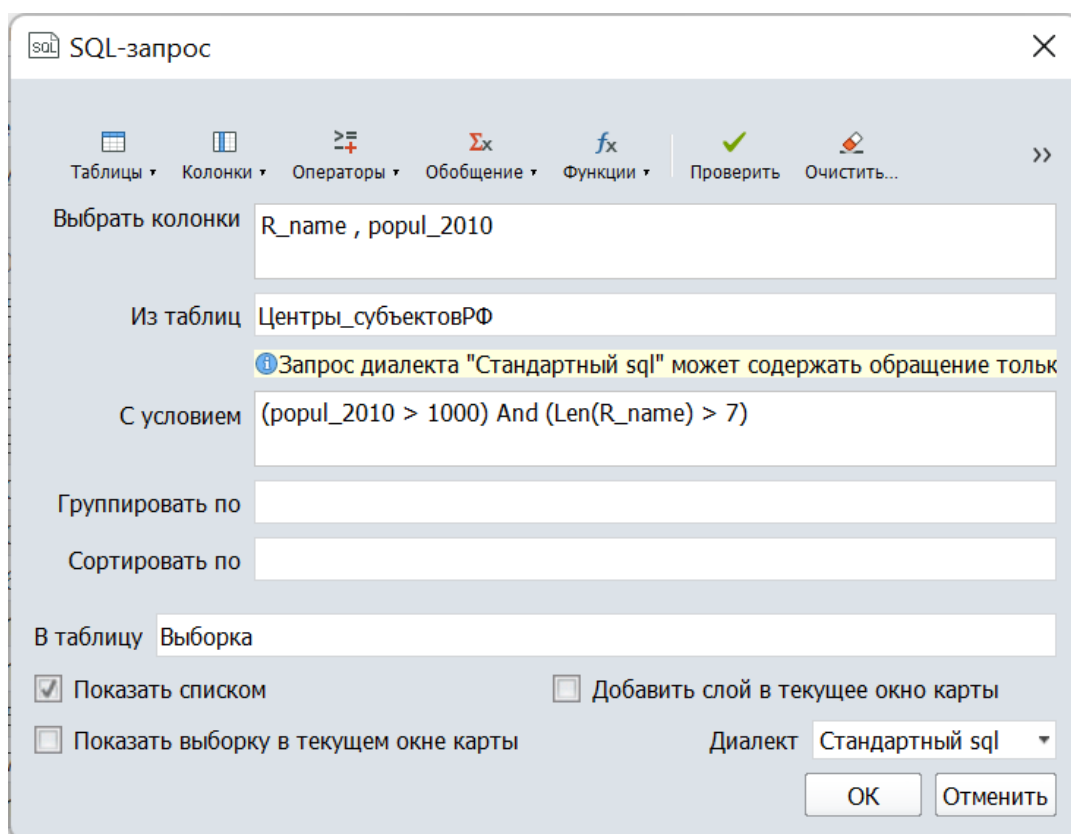 SQL-запрос
Таблицы Колонки Операторы Обобщение Функции Проверить Очистить...
Выбрать колонки R_name , popul_2010
Из таблиц Центры_субъектовРФ
Запрос диалекта "Стандартный sql" может содержать обращение тольк
С условием (popul_2010 > 1000) And (Len(R_name) > 7)
Группировать по
Сортировать по
В таблицу Выборка
Показать списком Добавить слой в текущее окно карты
Показать выборку в текущем окне карты Диалект Стандартный sql
ОК Отменить